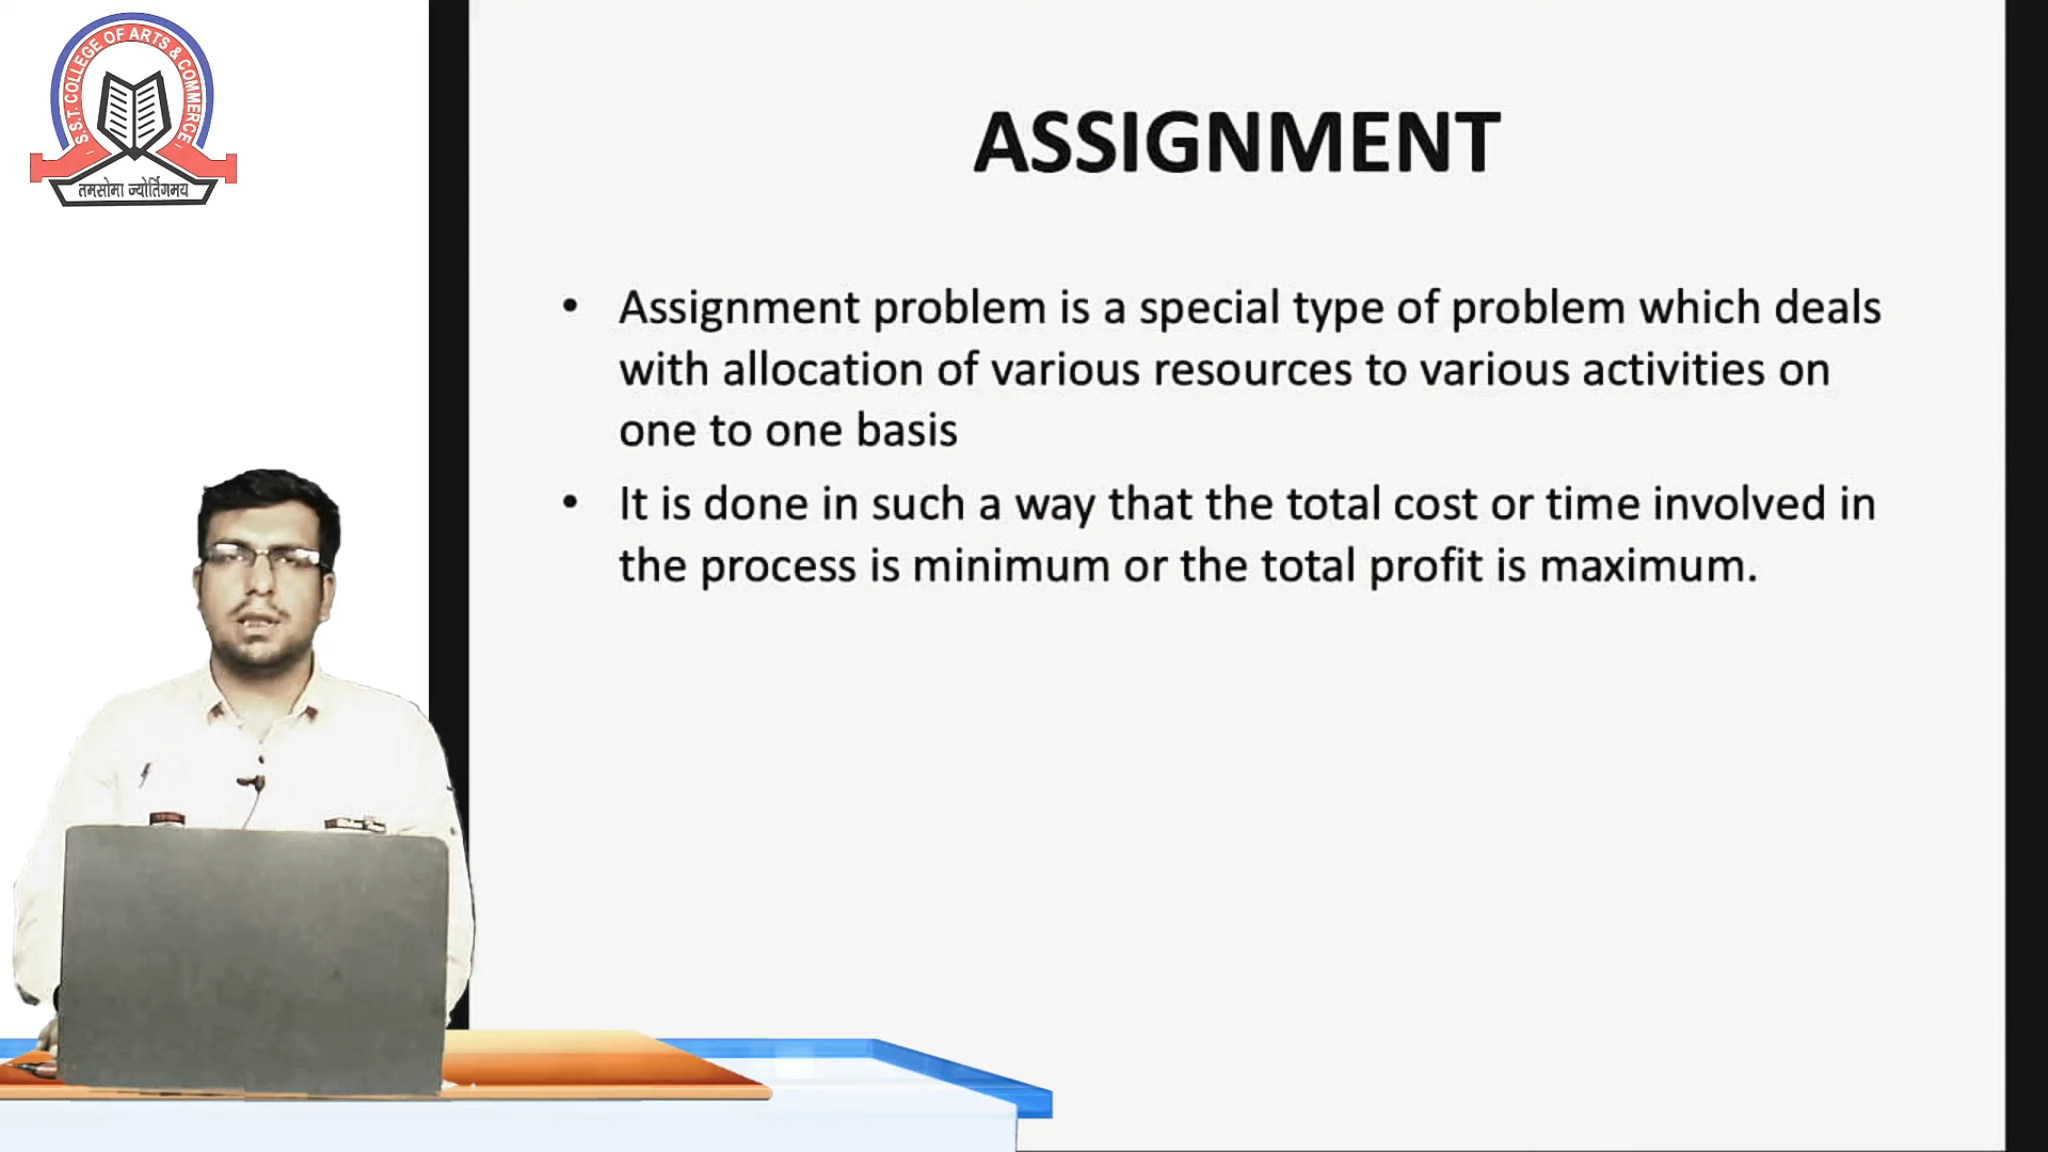 S.S.T. COLLEGE OF ARTS & COMMERCE
तमसोमा ज्योर्तिगमय
ASSIGNMENT
• Assignment problem is a special type of problem which deals
with allocation of various resources to various activities on
one to one basis
• It is done in such a way that the total cost or time involved in
the process is minimum or the total profit is maximum.